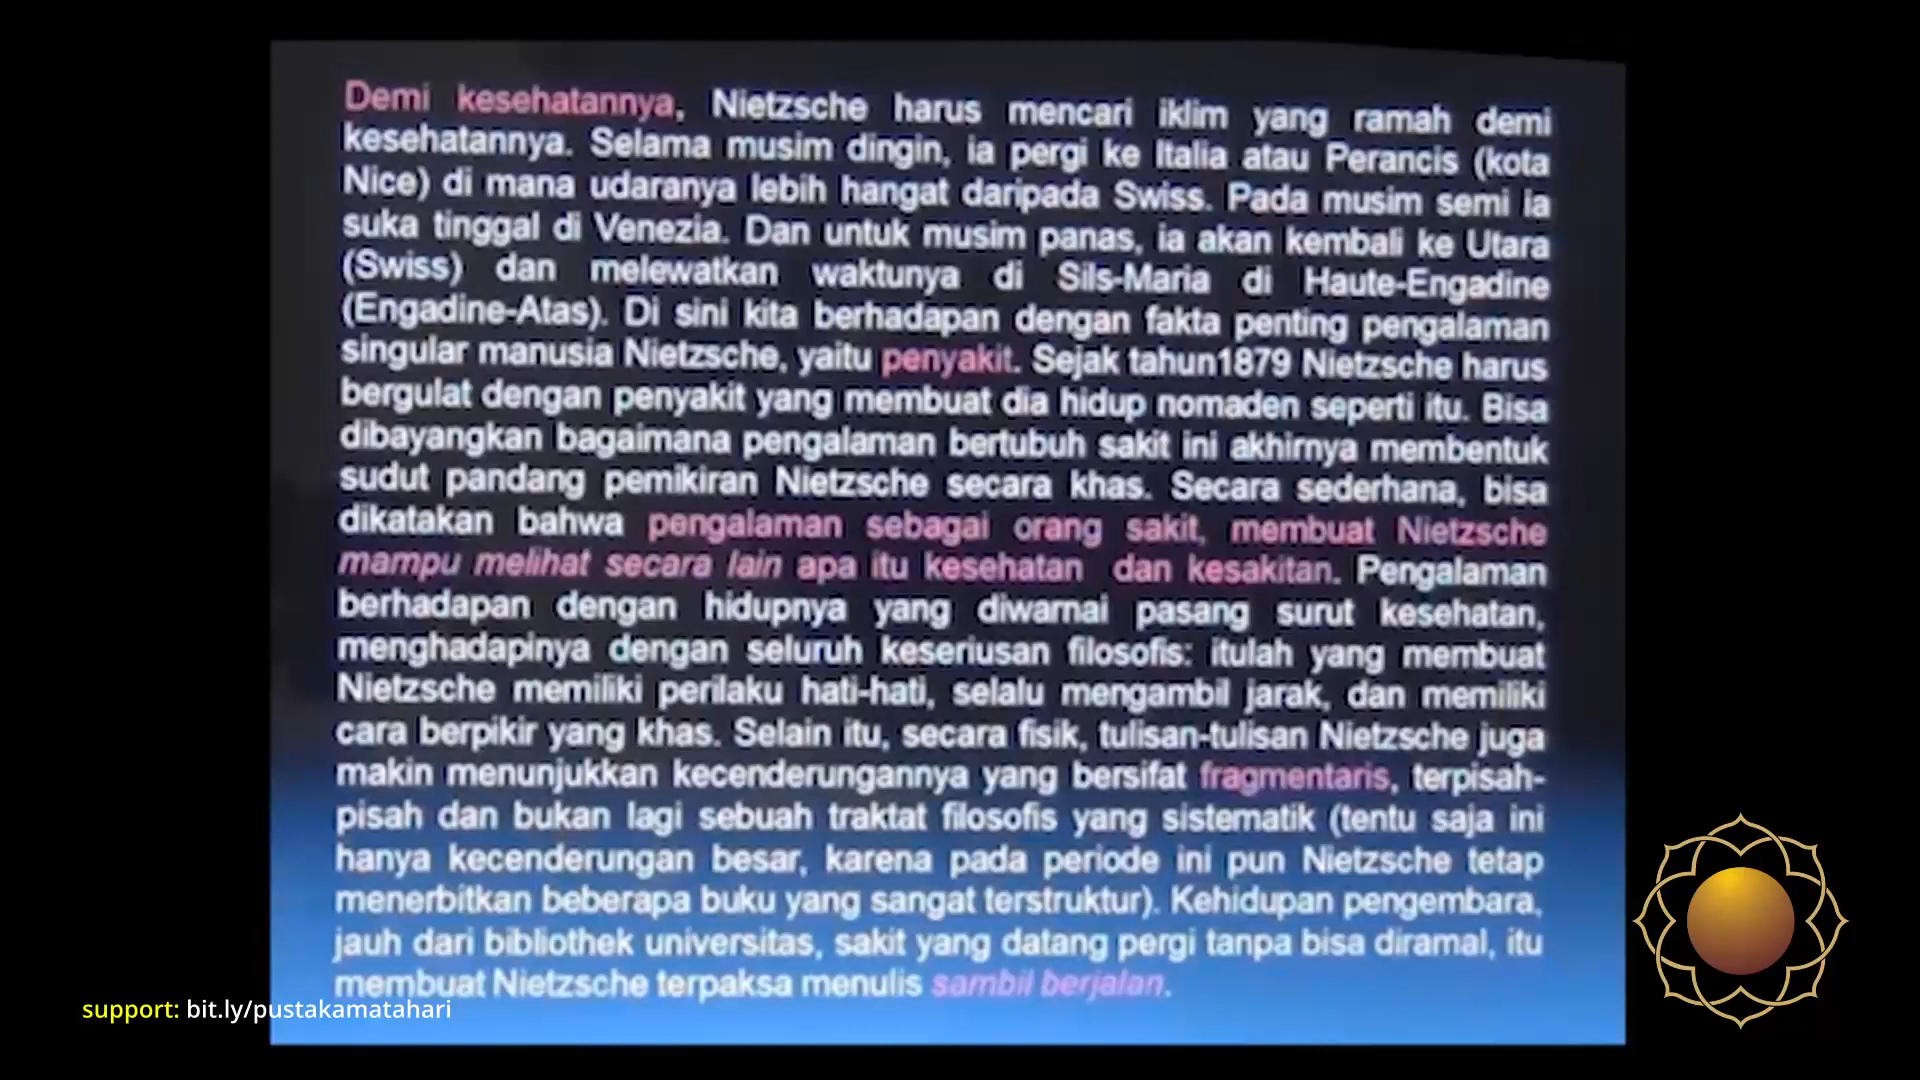 Demi kesehatannya, Nietzsche harus mencari iklim yang ramah demi
kesehatannya. Selama musim dingin, ia pergi ke Italia atau Perancis (kota
Nice) di mana udaranya lebih hangat daripada Swiss. Pada musim semi ia
suka tinggal di Venezia. Dan untuk musim panas, ia akan kembali ke Utara
(Swiss) dan melewatkan waktunya di Sils-Maria di Haute-Engadine
(Engadine-Atas). Di sini kita berhadapan dengan fakta penting pengalaman
singular manusia Nietzsche, yaitu penyakit. Sejak tahun1879 Nietzsche harus
bergulat dengan penyakit yang membuat dia hidup nomaden seperti itu. Bisa
dibayangkan bagaimana pengalaman bertubuh sakit ini akhirnya membentuk
sudut pandang pemikiran Nietzsche secara khas. Secara sederhana, bisa
dikatakan bahwa pengalaman sebagai orang sakit, membuat Nietzsche
mampu melihat secara lain apa itu kesehatan dan kesakitan. Pengalaman
berhadapan dengan hidupnya yang diwarnai pasang surut kesehatan,
menghadapinya dengan seluruh keseriusan filosofis: itulah yang membuat
Nietzsche memiliki perilaku hati-hati, selalu mengambil jarak, dan memiliki
cara berpikir yang khas. Selain itu, secara fisik, tulisan-tulisan Nietzsche juga
makin menunjukkan kecenderungannya yang bersifat fragmentaris, terpisah-
pisah dan bukan lagi sebuah traktat filosofis yang sistematik (tentu saja ini
hanya kecenderungan besar, karena pada periode ini pun Nietzsche tetap
menerbitkan beberapa buku yang sangat terstruktur). Kehidupan pengembara,
jauh dari bibliothek universitas, sakit yang datang pergi tanpa bisa diramal, itu
membuat Nietzsche terpaksa menulis sambil berjalan.
support: bit.ly/pustakamatahari